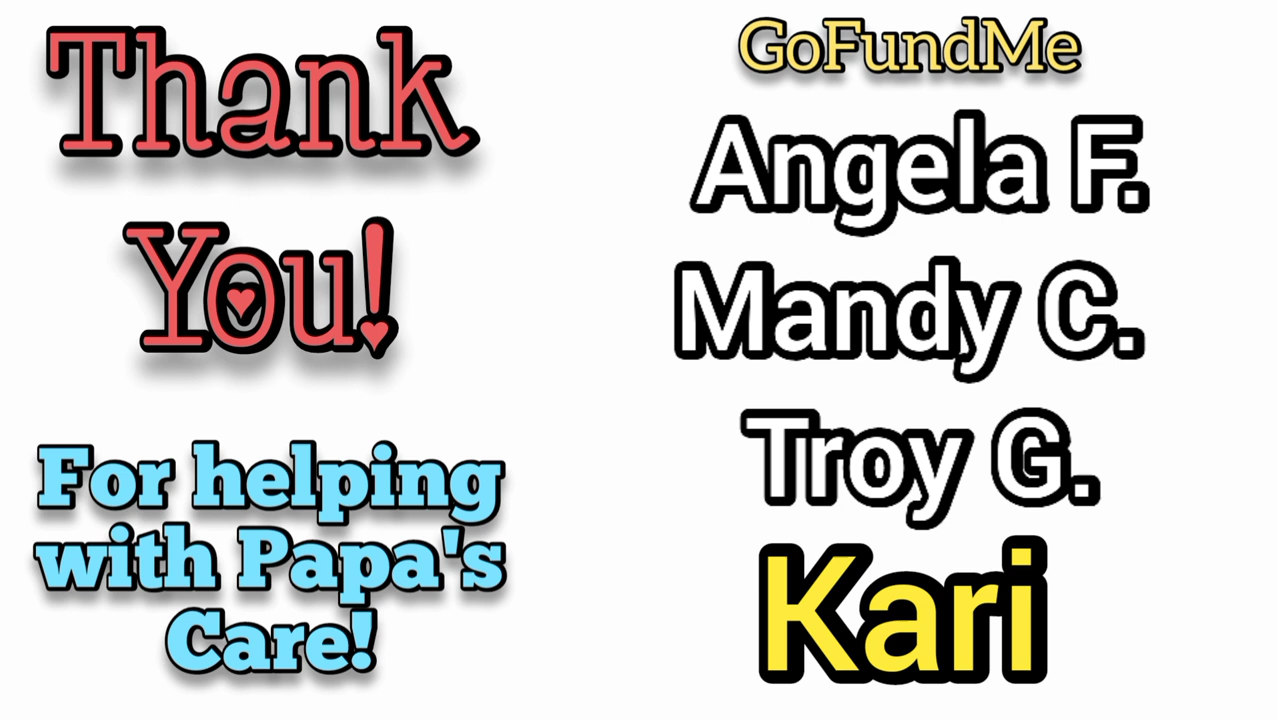 Thank
You!
For helping
with Papa's
Care!
GoFundMe
Angela F.
Mandy C.
Troy G.
Kari